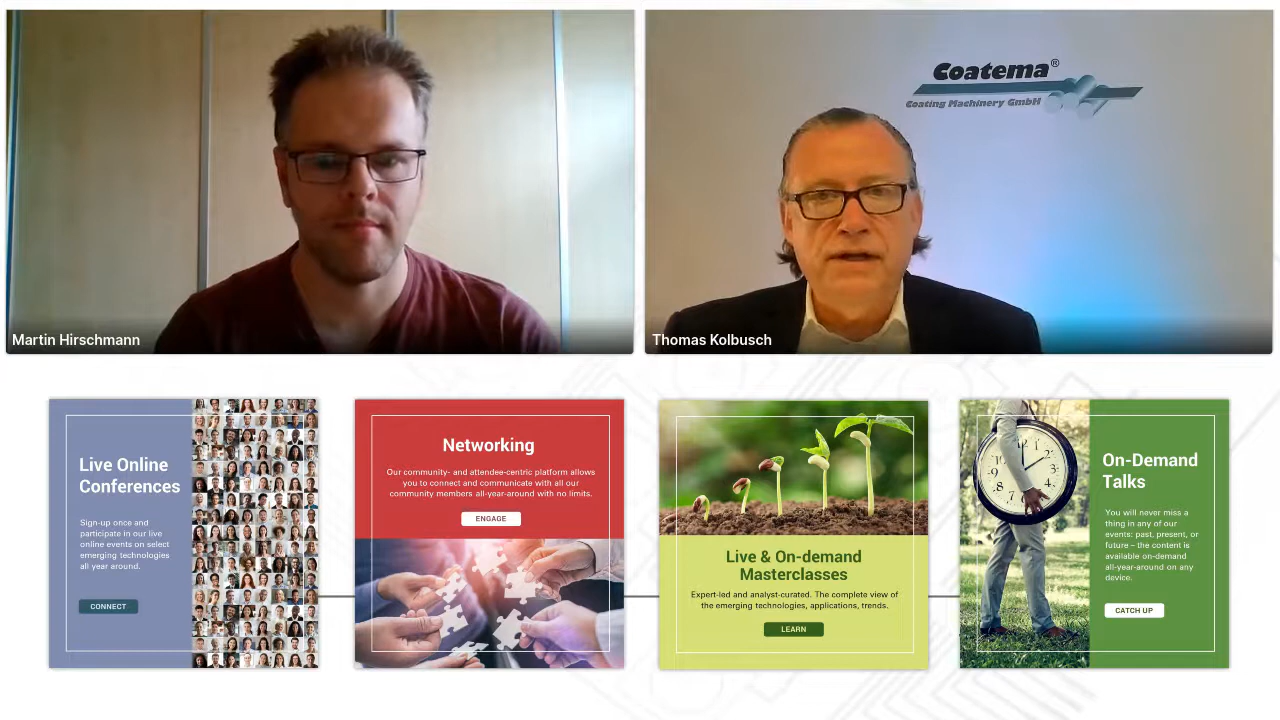 Coatema®
Coating Machinery GmbH
Martin Hirschmann
Thomas Kolbusch
Live Online
Conferences
Sign-up once and
participate in our live
online events on select
emerging technologies
all year around.
CONNECT
Networking
Our community- and attendee-centric platform allows
you to connect and communicate with all our
community members all-year-around with no limits.
ENGAGE
Live & On-demand
Masterclasses
Expert-led and analyst-curated. The complete view of
the emerging technologies, applications, trends.
LEARN
On-Demand
Talks
You will never miss a
thing in any of our
events: past, present, or
future – the content is
available on-demand
all-year-around on any
device.
CATCH UP